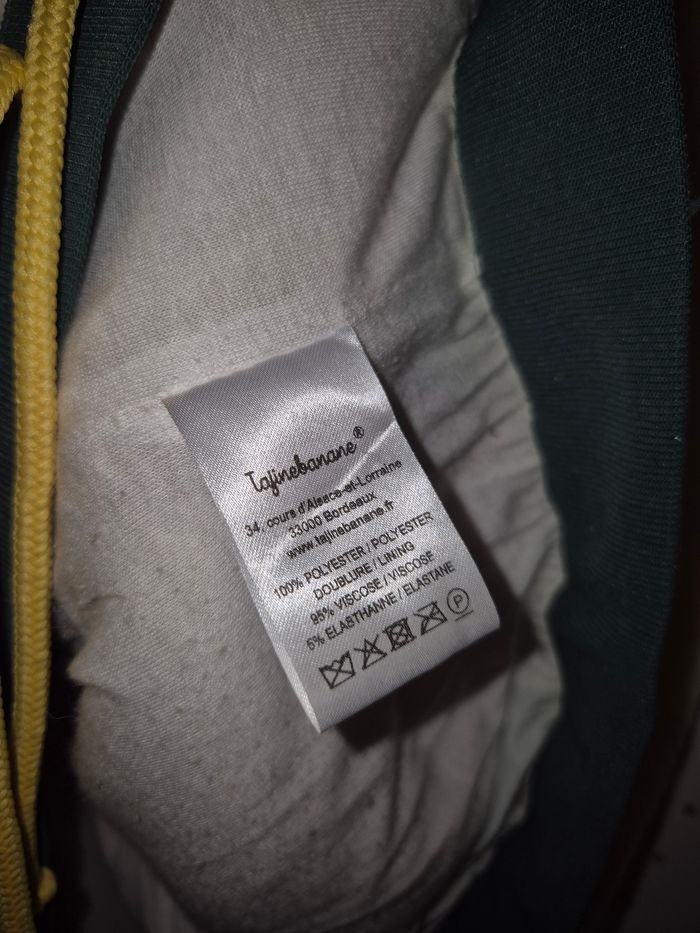 Tajinebanane®
34, cours d'Alsace-et-Lorraine
33000 Bordeaux
www.tajinebanane.fr
100% POLYESTER / POLYESTER
DOUBLURE / LINING
95% VISCOSE / VISCOSE
5% ELASTHANNE / ELASTANE
P